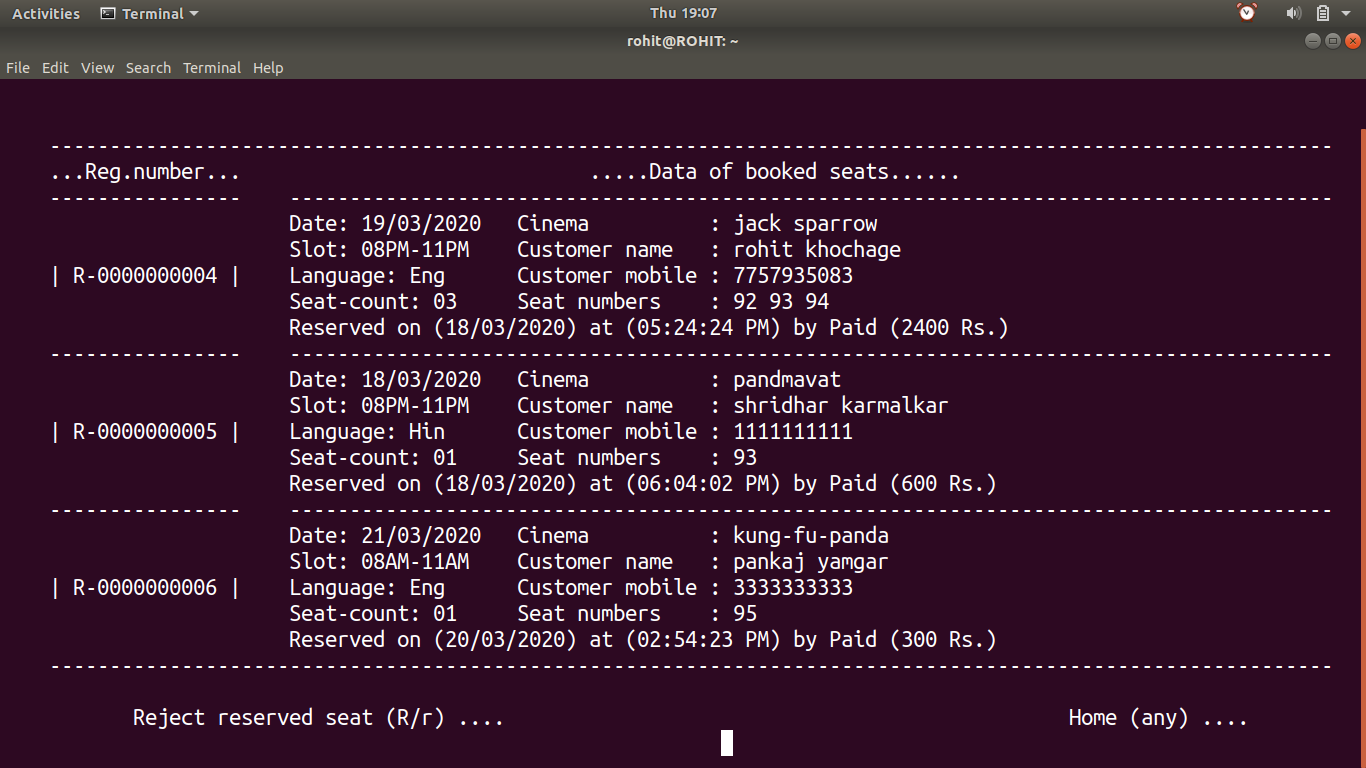 Activities Terminal Thu 19:07
rohit@ROHIT: ~
File Edit View Search Terminal Help
-----------------------------------------------------------------------------------------------------------
...Reg.number... .....Data of booked seats......
---------------- ---------------------------------------------------------------------------------------
Date: 19/03/2020 Cinema : jack sparrow
Slot: 08PM-11PM Customer name : rohit khochage
| R-0000000004 | Language: Eng Customer mobile : 7757935083
Seat-count: 03 Seat numbers : 92 93 94
Reserved on (18/03/2020) at (05:24:24 PM) by Paid (2400 Rs.)
---------------- ---------------------------------------------------------------------------------------
Date: 18/03/2020 Cinema : pandmavat
Slot: 08PM-11PM Customer name : shridhar karmalkar
| R-0000000005 | Language: Hin Customer mobile : 1111111111
Seat-count: 01 Seat numbers : 93
Reserved on (18/03/2020) at (06:04:02 PM) by Paid (600 Rs.)
---------------- ---------------------------------------------------------------------------------------
Date: 21/03/2020 Cinema : kung-fu-panda
Slot: 08AM-11AM Customer name : pankaj yamgar
| R-0000000006 | Language: Eng Customer mobile : 3333333333
Seat-count: 01 Seat numbers : 95
Reserved on (20/03/2020) at (02:54:23 PM) by Paid (300 Rs.)
-----------------------------------------------------------------------------------------------------------
Reject reserved seat (R/r) .... Home (any) ....